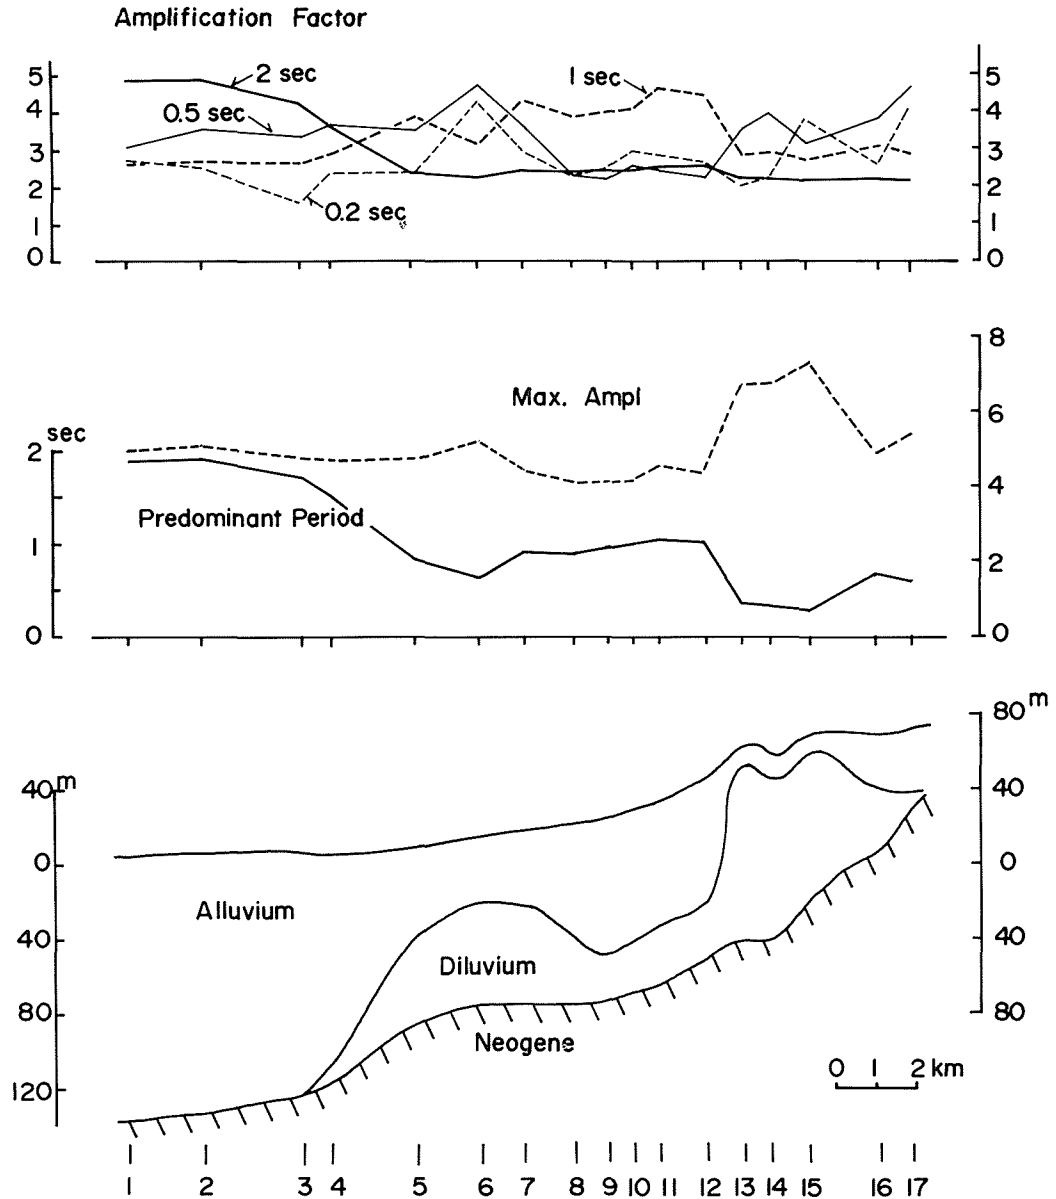 Amplification Factor
5
4
3
2
1
0
2 sec
0.5 sec
1 sec
0.2 sec
5
4
3
2
1
0
sec
2
1
0
Max. Ampl
Predominant Period
8
6
4
2
0
40 m
0
40
80
120
Alluvium
Diluvium
Neogene
80 m
40
0
40
80
0 1 2 km
1 2 3 4 5 6 7 8 9 10 11 12 13 14 15 16 17